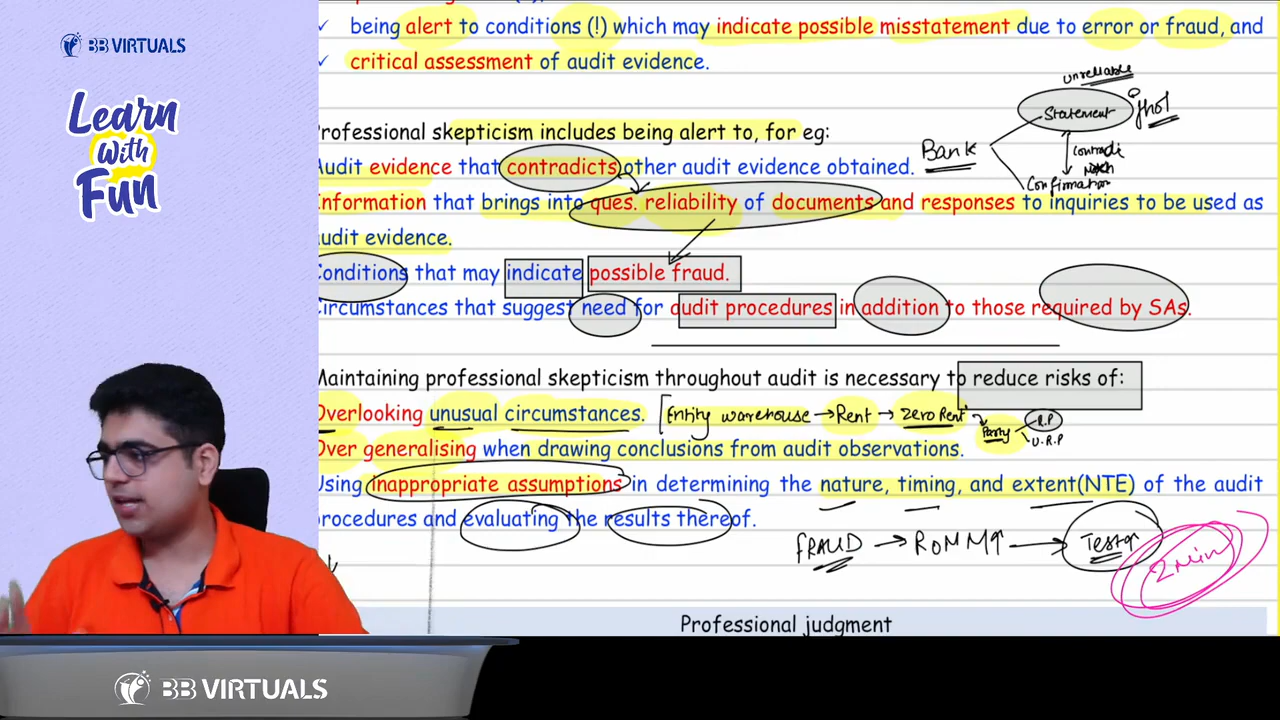 BB VIRTUALS
Learn
With
Fun
being alert to conditions (!) which may indicate possible misstatement due to error or fraud, and
critical assessment of audit evidence.
unreliable
Statement
jhol
Bank
Confirmation
Professional skepticism includes being alert to, for eg:
Audit evidence that contradicts other audit evidence obtained.
Information that brings into ques. reliability of documents and responses to inquiries to be used as
audit evidence.
Conditions that may indicate possible fraud.
Circumstances that suggest need for audit procedures in addition to those required by SAs.
Maintaining professional skepticism throughout audit is necessary to reduce risks of:
Overlooking unusual circumstances. [Entity warehouse → Rent → Zero Rent → Party R.P
U.R.P
Over generalising when drawing conclusions from audit observations.
Using inappropriate assumptions in determining the nature, timing, and extent(NTE) of the audit
procedures and evaluating the results thereof.
FRAUD → ROMM↑ → Test↑
2 Min
Professional judgment
BB VIRTUALS